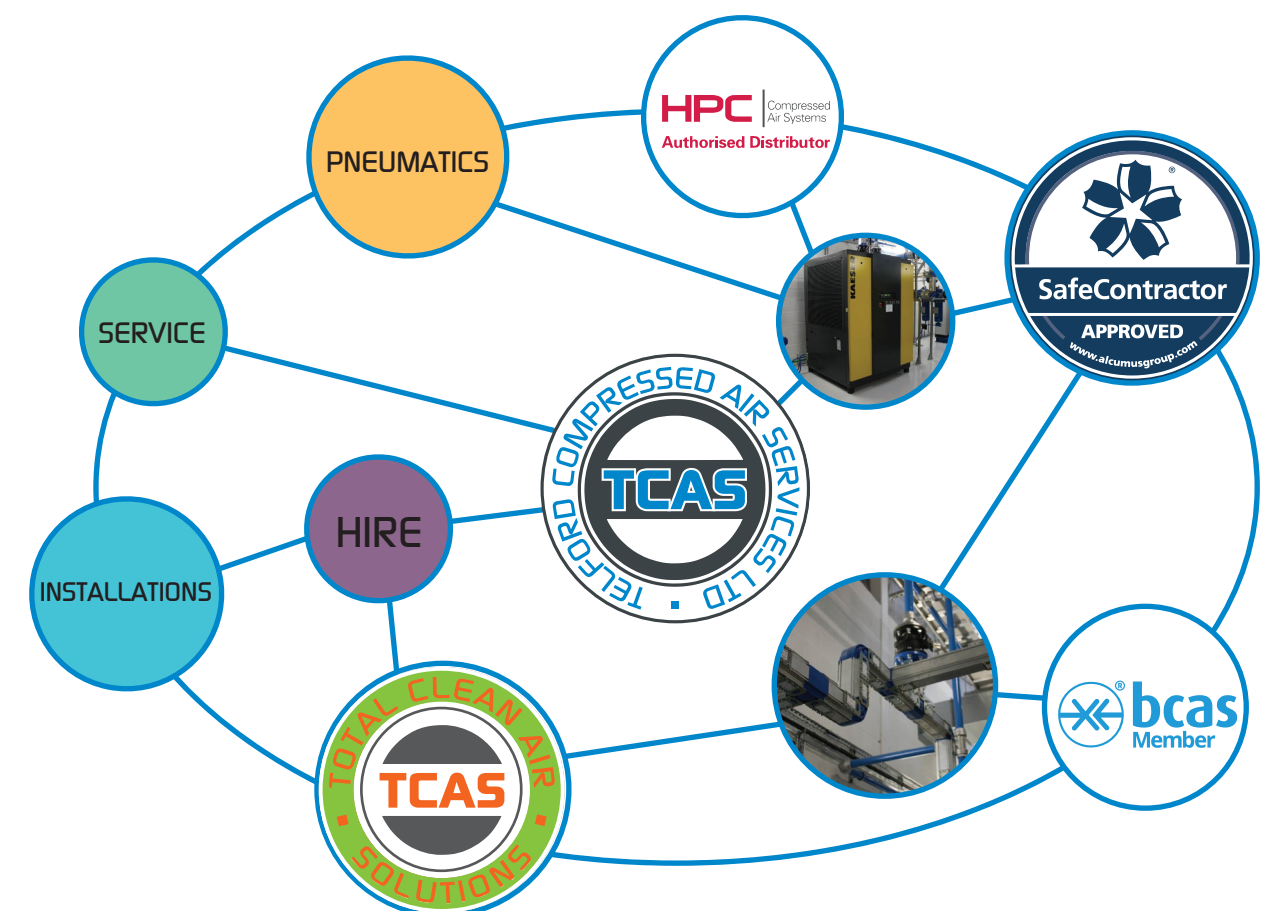 HPC
Compressed
Air Systems
Authorised Distributor
PNEUMATICS
®
SafeContractor
APPROVED
www.alcumusgroup.com
SERVICE
TELFORD COMPRESSED AIR SERVICES LTD
TCAS
HIRE
INSTALLATIONS
TOTAL CLEAN AIR
TCAS
SOLUTIONS
® bcas
Member